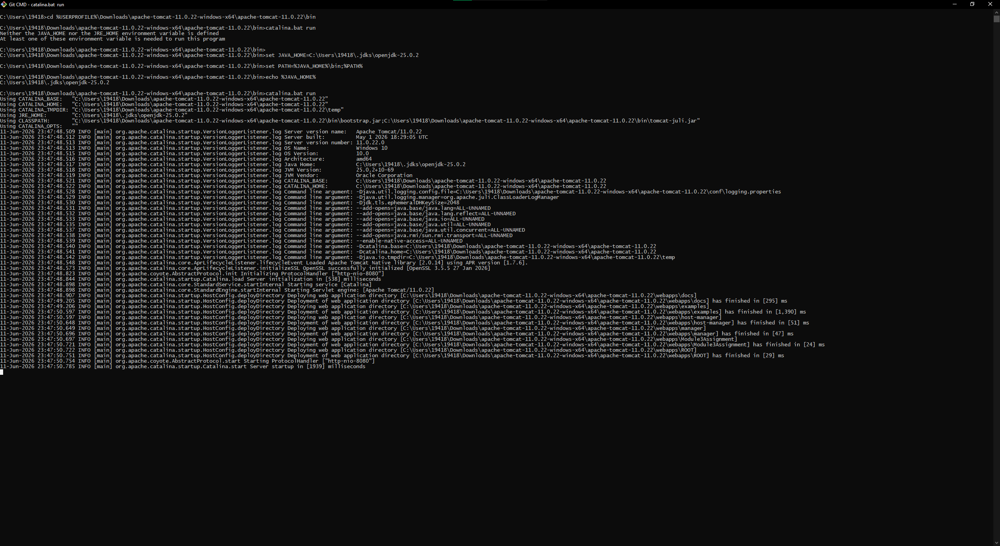 Git CMD - catalina.bat  run
C:\Users\19418>cd %USERPROFILE%\Downloads\apache-tomcat-11.0.22-windows-x64\apache-tomcat-11.0.22\bin
C:\Users\19418\Downloads\apache-tomcat-11.0.22-windows-x64\apache-tomcat-11.0.22\bin>catalina.bat run
Neither the JAVA_HOME nor the JRE_HOME environment variable is defined
At least one of these environment variable is needed to run this program
C:\Users\19418\Downloads\apache-tomcat-11.0.22-windows-x64\apache-tomcat-11.0.22\bin>
C:\Users\19418\Downloads\apache-tomcat-11.0.22-windows-x64\apache-tomcat-11.0.22\bin>set JAVA_HOME=C:\Users\19418\.jdks\openjdk-25.0.2
C:\Users\19418\Downloads\apache-tomcat-11.0.22-windows-x64\apache-tomcat-11.0.22\bin>set PATH=%JAVA_HOME%\bin;%PATH%
C:\Users\19418\Downloads\apache-tomcat-11.0.22-windows-x64\apache-tomcat-11.0.22\bin>echo %JAVA_HOME%
C:\Users\19418\.jdks\openjdk-25.0.2
C:\Users\19418\Downloads\apache-tomcat-11.0.22-windows-x64\apache-tomcat-11.0.22\bin>catalina.bat run
Using CATALINA_BASE:   "C:\Users\19418\Downloads\apache-tomcat-11.0.22-windows-x64\apache-tomcat-11.0.22"
Using CATALINA_HOME:   "C:\Users\19418\Downloads\apache-tomcat-11.0.22-windows-x64\apache-tomcat-11.0.22"
Using CATALINA_TMPDIR: "C:\Users\19418\Downloads\apache-tomcat-11.0.22-windows-x64\apache-tomcat-11.0.22\temp"
Using JRE_HOME:        "C:\Users\19418\.jdks\openjdk-25.0.2"
Using CLASSPATH:       "C:\Users\19418\Downloads\apache-tomcat-11.0.22-windows-x64\apache-tomcat-11.0.22\bin\bootstrap.jar;C:\Users\19418\Downloads\apache-tomcat-11.0.22-windows-x64\apache-tomcat-11.0.22\bin\tomcat-juli.jar"
Using CATALINA_OPTS:   ""
11-Jun-2026 23:47:48.509 INFO [main] org.apache.catalina.startup.VersionLoggerListener.log Server version name:   Apache Tomcat/11.0.22
11-Jun-2026 23:47:48.512 INFO [main] org.apache.catalina.startup.VersionLoggerListener.log Server built:          May 1 2026 18:29:05 UTC
11-Jun-2026 23:47:48.513 INFO [main] org.apache.catalina.startup.VersionLoggerListener.log Server version number: 11.0.22.0
11-Jun-2026 23:47:48.513 INFO [main] org.apache.catalina.startup.VersionLoggerListener.log OS Name:               Windows 10
11-Jun-2026 23:47:48.515 INFO [main] org.apache.catalina.startup.VersionLoggerListener.log OS Version:            10.0
11-Jun-2026 23:47:48.516 INFO [main] org.apache.catalina.startup.VersionLoggerListener.log Architecture:          amd64
11-Jun-2026 23:47:48.517 INFO [main] org.apache.catalina.startup.VersionLoggerListener.log Java Home:             C:\Users\19418\.jdks\openjdk-25.0.2
11-Jun-2026 23:47:48.518 INFO [main] org.apache.catalina.startup.VersionLoggerListener.log JVM Version:           25.0.2+10-69
11-Jun-2026 23:47:48.519 INFO [main] org.apache.catalina.startup.VersionLoggerListener.log JVM Vendor:            Oracle Corporation
11-Jun-2026 23:47:48.521 INFO [main] org.apache.catalina.startup.VersionLoggerListener.log CATALINA_BASE:         C:\Users\19418\Downloads\apache-tomcat-11.0.22-windows-x64\apache-tomcat-11.0.22
11-Jun-2026 23:47:48.522 INFO [main] org.apache.catalina.startup.VersionLoggerListener.log CATALINA_HOME:         C:\Users\19418\Downloads\apache-tomcat-11.0.22-windows-x64\apache-tomcat-11.0.22
11-Jun-2026 23:47:48.528 INFO [main] org.apache.catalina.startup.VersionLoggerListener.log Command line argument: -Djava.util.logging.config.file=C:\Users\19418\Downloads\apache-tomcat-11.0.22-windows-x64\apache-tomcat-11.0.22\conf\logging.properties
11-Jun-2026 23:47:48.529 INFO [main] org.apache.catalina.startup.VersionLoggerListener.log Command line argument: -Djava.util.logging.manager=org.apache.juli.ClassLoaderLogManager
11-Jun-2026 23:47:48.530 INFO [main] org.apache.catalina.startup.VersionLoggerListener.log Command line argument: -Djdk.tls.ephemeralDHKeySize=2048
11-Jun-2026 23:47:48.531 INFO [main] org.apache.catalina.startup.VersionLoggerListener.log Command line argument: --add-opens=java.base/java.lang=ALL-UNNAMED
11-Jun-2026 23:47:48.532 INFO [main] org.apache.catalina.startup.VersionLoggerListener.log Command line argument: --add-opens=java.base/java.lang.reflect=ALL-UNNAMED
11-Jun-2026 23:47:48.533 INFO [main] org.apache.catalina.startup.VersionLoggerListener.log Command line argument: --add-opens=java.base/java.io=ALL-UNNAMED
11-Jun-2026 23:47:48.535 INFO [main] org.apache.catalina.startup.VersionLoggerListener.log Command line argument: --add-opens=java.base/java.util=ALL-UNNAMED
11-Jun-2026 23:47:48.537 INFO [main] org.apache.catalina.startup.VersionLoggerListener.log Command line argument: --add-opens=java.base/java.util.concurrent=ALL-UNNAMED
11-Jun-2026 23:47:48.538 INFO [main] org.apache.catalina.startup.VersionLoggerListener.log Command line argument: --add-opens=java.rmi/sun.rmi.transport=ALL-UNNAMED
11-Jun-2026 23:47:48.539 INFO [main] org.apache.catalina.startup.VersionLoggerListener.log Command line argument: --enable-native-access=ALL-UNNAMED
11-Jun-2026 23:47:48.540 INFO [main] org.apache.catalina.startup.VersionLoggerListener.log Command line argument: -Dcatalina.base=C:\Users\19418\Downloads\apache-tomcat-11.0.22-windows-x64\apache-tomcat-11.0.22
11-Jun-2026 23:47:48.541 INFO [main] org.apache.catalina.startup.VersionLoggerListener.log Command line argument: -Dcatalina.home=C:\Users\19418\Downloads\apache-tomcat-11.0.22-windows-x64\apache-tomcat-11.0.22
11-Jun-2026 23:47:48.542 INFO [main] org.apache.catalina.startup.VersionLoggerListener.log Command line argument: -Djava.io.tmpdir=C:\Users\19418\Downloads\apache-tomcat-11.0.22-windows-x64\apache-tomcat-11.0.22\temp
11-Jun-2026 23:47:48.548 INFO [main] org.apache.catalina.core.AprLifecycleListener.lifecycleEvent Loaded Apache Tomcat Native library [2.0.14] using APR version [1.7.6].
11-Jun-2026 23:47:48.573 INFO [main] org.apache.catalina.core.AprLifecycleListener.initializeSSL OpenSSL successfully initialized [OpenSSL 3.5.5 27 Jan 2026]
11-Jun-2026 23:47:48.823 INFO [main] org.apache.coyote.AbstractProtocol.init Initializing ProtocolHandler ["http-nio-8080"]
11-Jun-2026 23:47:48.844 INFO [main] org.apache.catalina.startup.Catalina.load Server initialization in [538] milliseconds
11-Jun-2026 23:47:48.898 INFO [main] org.apache.catalina.core.StandardService.startInternal Starting service [Catalina]
11-Jun-2026 23:47:48.898 INFO [main] org.apache.catalina.core.StandardEngine.startInternal Starting Servlet engine: [Apache Tomcat/11.0.22]
11-Jun-2026 23:47:48.907 INFO [main] org.apache.catalina.startup.HostConfig.deployDirectory Deploying web application directory [C:\Users\19418\Downloads\apache-tomcat-11.0.22-windows-x64\apache-tomcat-11.0.22\webapps\docs]
11-Jun-2026 23:47:49.205 INFO [main] org.apache.catalina.startup.HostConfig.deployDirectory Deployment of web application directory [C:\Users\19418\Downloads\apache-tomcat-11.0.22-windows-x64\apache-tomcat-11.0.22\webapps\docs] has finished in [295] ms
11-Jun-2026 23:47:49.206 INFO [main] org.apache.catalina.startup.HostConfig.deployDirectory Deploying web application directory [C:\Users\19418\Downloads\apache-tomcat-11.0.22-windows-x64\apache-tomcat-11.0.22\webapps\examples]
11-Jun-2026 23:47:50.597 INFO [main] org.apache.catalina.startup.HostConfig.deployDirectory Deployment of web application directory [C:\Users\19418\Downloads\apache-tomcat-11.0.22-windows-x64\apache-tomcat-11.0.22\webapps\examples] has finished in [1,390] ms
11-Jun-2026 23:47:50.597 INFO [main] org.apache.catalina.startup.HostConfig.deployDirectory Deploying web application directory [C:\Users\19418\Downloads\apache-tomcat-11.0.22-windows-x64\apache-tomcat-11.0.22\webapps\host-manager]
11-Jun-2026 23:47:50.648 INFO [main] org.apache.catalina.startup.HostConfig.deployDirectory Deployment of web application directory [C:\Users\19418\Downloads\apache-tomcat-11.0.22-windows-x64\apache-tomcat-11.0.22\webapps\host-manager] has finished in [51] ms
11-Jun-2026 23:47:50.649 INFO [main] org.apache.catalina.startup.HostConfig.deployDirectory Deploying web application directory [C:\Users\19418\Downloads\apache-tomcat-11.0.22-windows-x64\apache-tomcat-11.0.22\webapps\manager]
11-Jun-2026 23:47:50.696 INFO [main] org.apache.catalina.startup.HostConfig.deployDirectory Deployment of web application directory [C:\Users\19418\Downloads\apache-tomcat-11.0.22-windows-x64\apache-tomcat-11.0.22\webapps\manager] has finished in [47] ms
11-Jun-2026 23:47:50.697 INFO [main] org.apache.catalina.startup.HostConfig.deployDirectory Deploying web application directory [C:\Users\19418\Downloads\apache-tomcat-11.0.22-windows-x64\apache-tomcat-11.0.22\webapps\Module3Assignment]
11-Jun-2026 23:47:50.721 INFO [main] org.apache.catalina.startup.HostConfig.deployDirectory Deployment of web application directory [C:\Users\19418\Downloads\apache-tomcat-11.0.22-windows-x64\apache-tomcat-11.0.22\webapps\Module3Assignment] has finished in [24] ms
11-Jun-2026 23:47:50.722 INFO [main] org.apache.catalina.startup.HostConfig.deployDirectory Deploying web application directory [C:\Users\19418\Downloads\apache-tomcat-11.0.22-windows-x64\apache-tomcat-11.0.22\webapps\ROOT]
11-Jun-2026 23:47:50.751 INFO [main] org.apache.catalina.startup.HostConfig.deployDirectory Deployment of web application directory [C:\Users\19418\Downloads\apache-tomcat-11.0.22-windows-x64\apache-tomcat-11.0.22\webapps\ROOT] has finished in [29] ms
11-Jun-2026 23:47:50.754 INFO [main] org.apache.coyote.AbstractProtocol.start Starting ProtocolHandler ["http-nio-8080"]
11-Jun-2026 23:47:50.785 INFO [main] org.apache.catalina.startup.Catalina.start Server startup in [1939] milliseconds